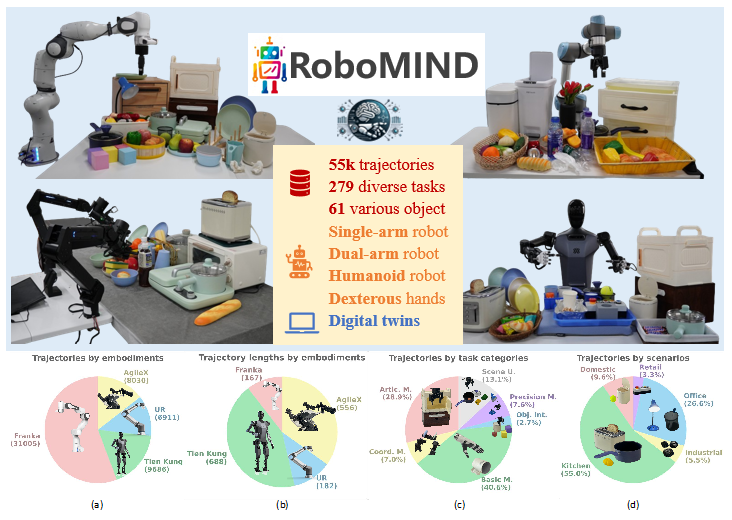 RoboMIND
55k trajectories
279 diverse tasks
61 various object
Single-arm robot
Dual-arm robot
Humanoid robot
Dexterous hands
Digital twins
Trajectories by embodiments
AgileX
(8030)
UR
(6911)
Franka
(31005)
Tien Kung
(9686)
(a)
Trajectory lengths by embodiments
Franka
(167)
AgileX
(556)
Tien Kung
(688)
UR
(182)
(b)
Trajectories by task categories
Scene U.
(13.1%)
Artic. M.
(28.9%)
Precision M.
(7.6%)
Obj. Int.
(2.7%)
Coord. M.
(7.0%)
Basic M.
(40.6%)
(c)
Trajectories by scenarios
Domestic
(9.6%)
Retail
(3.3%)
Office
(26.6%)
Industrial
(5.5%)
Kitchen
(55.0%)
(d)